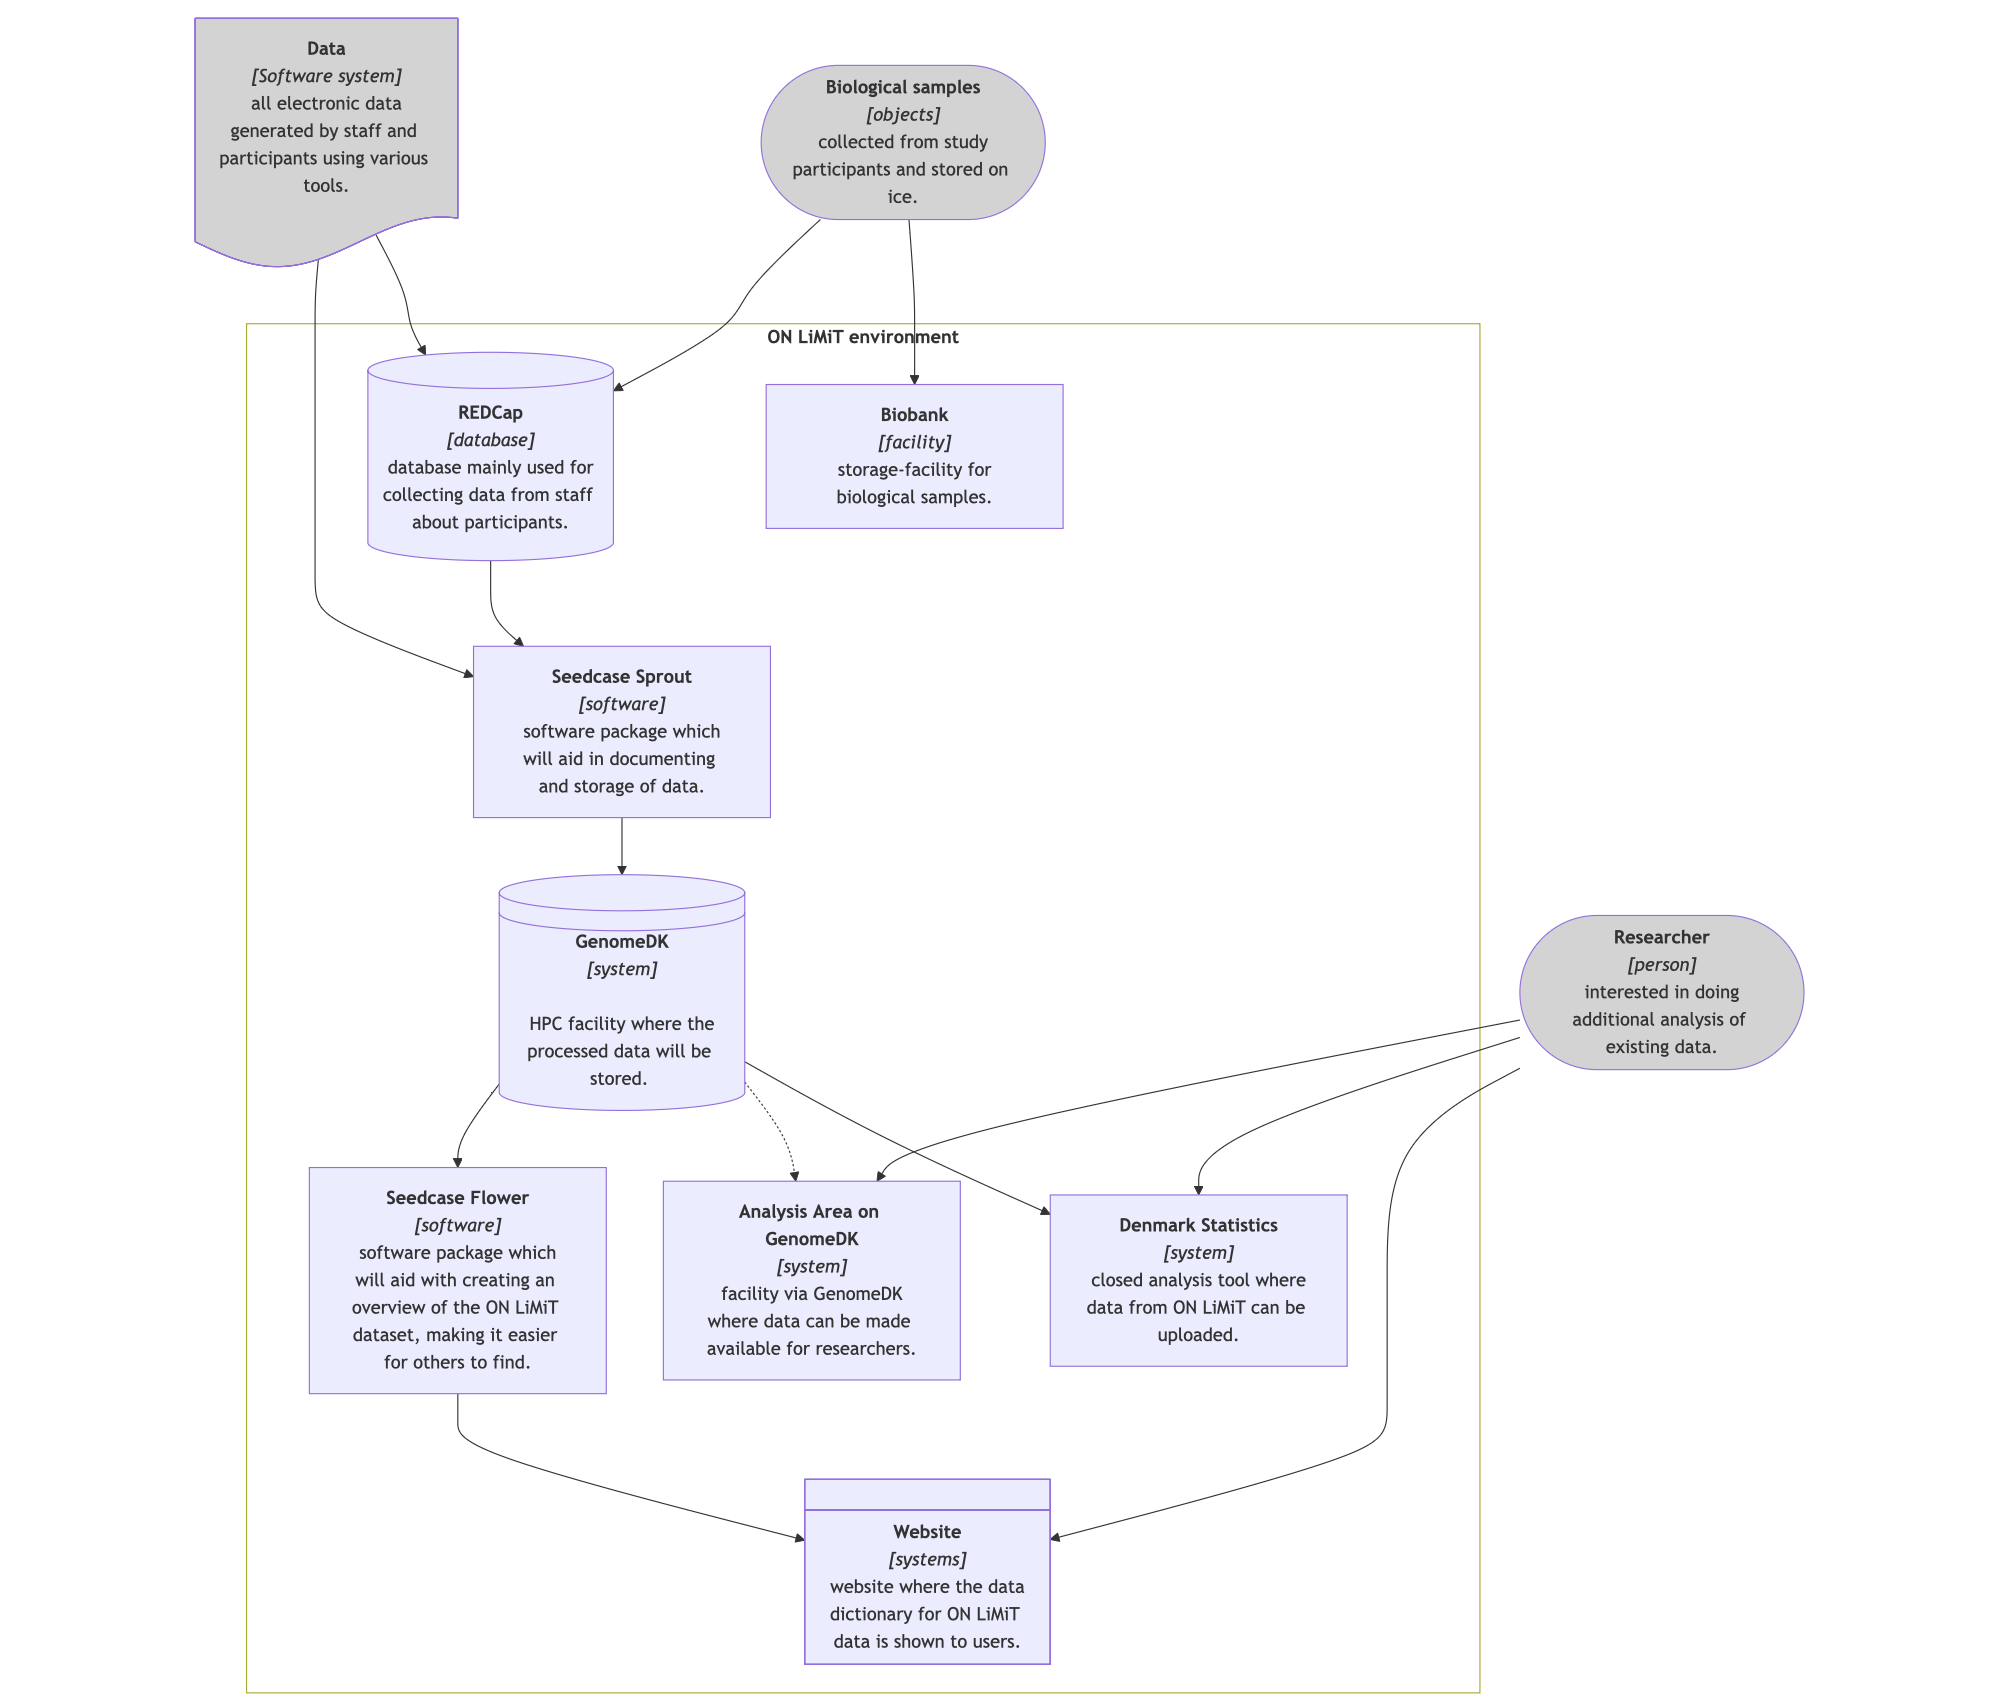 Data
[Software system]
all electronic data
generated by staff and
participants using various
tools.
Biological samples
[objects]
collected from study
participants and stored on
ice.
ON LiMiT environment
REDCap
[database]
database mainly used for
collecting data from staff
about participants.
Biobank
[facility]
storage-facility for
biological samples.
Seedcase Sprout
[software]
software package which
will aid in documenting
and storage of data.
GenomeDK
[system]
HPC facility where the
processed data will be
stored.
Researcher
[person]
interested in doing
additional analysis of
existing data.
Seedcase Flower
[software]
software package which
will aid with creating an
overview of the ON LiMiT
dataset, making it easier
for others to find.
Analysis Area on
GenomeDK
[system]
facility via GenomeDK
where data can be made
available for researchers.
Denmark Statistics
[system]
closed analysis tool where
data from ON LiMiT can be
uploaded.
Website
[systems]
website where the data
dictionary for ON LiMiT
data is shown to users.